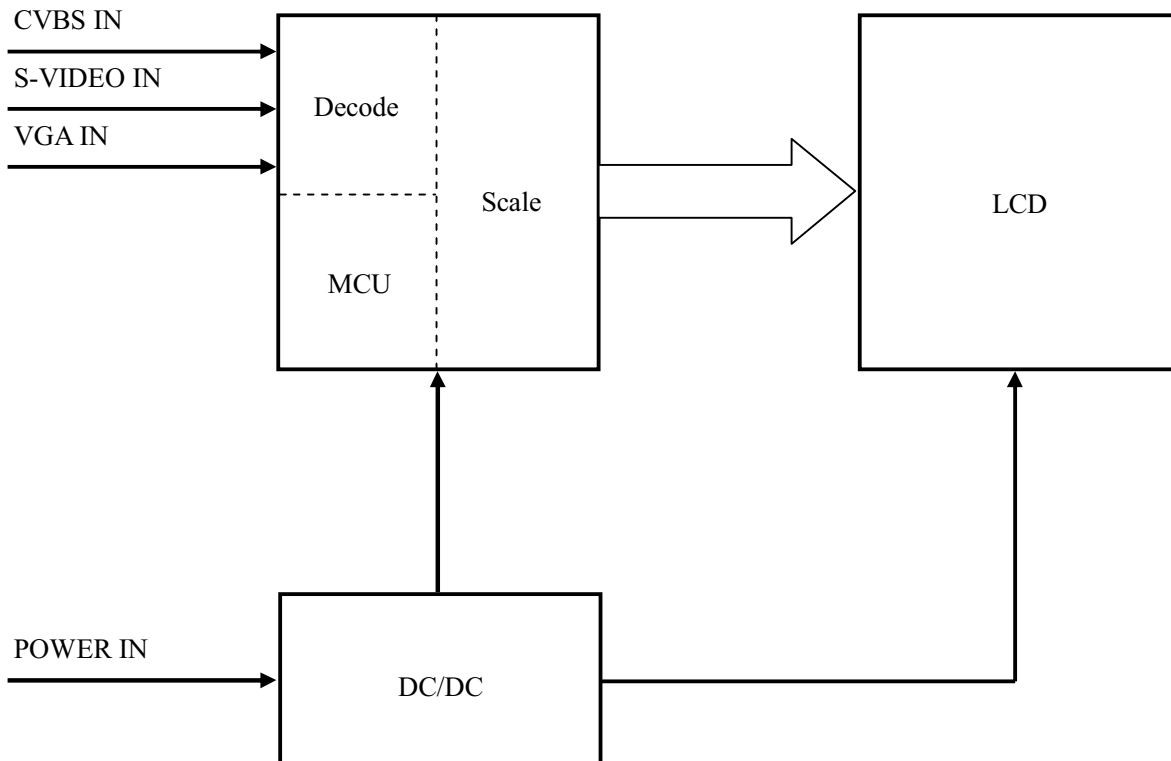 CVBS IN
S-VIDEO IN
VGA IN
Decode
Scale
MCU
LCD
POWER IN
DC/DC